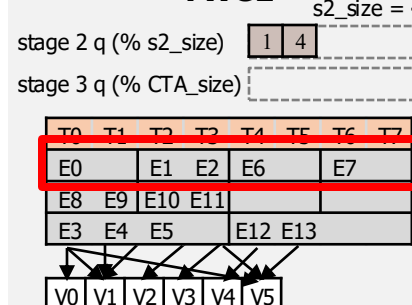 s2_size =
stage 2 q (% s2_size) 1 4
stage 3 q (% CTA_size)
T0 T1 T2 T3 T4 T5 T6 T7
E0 E1 E2 E6 E7
E8 E9 E10 E11
E3 E4 E5 E12 E13
V0 V1 V2 V3 V4 V5